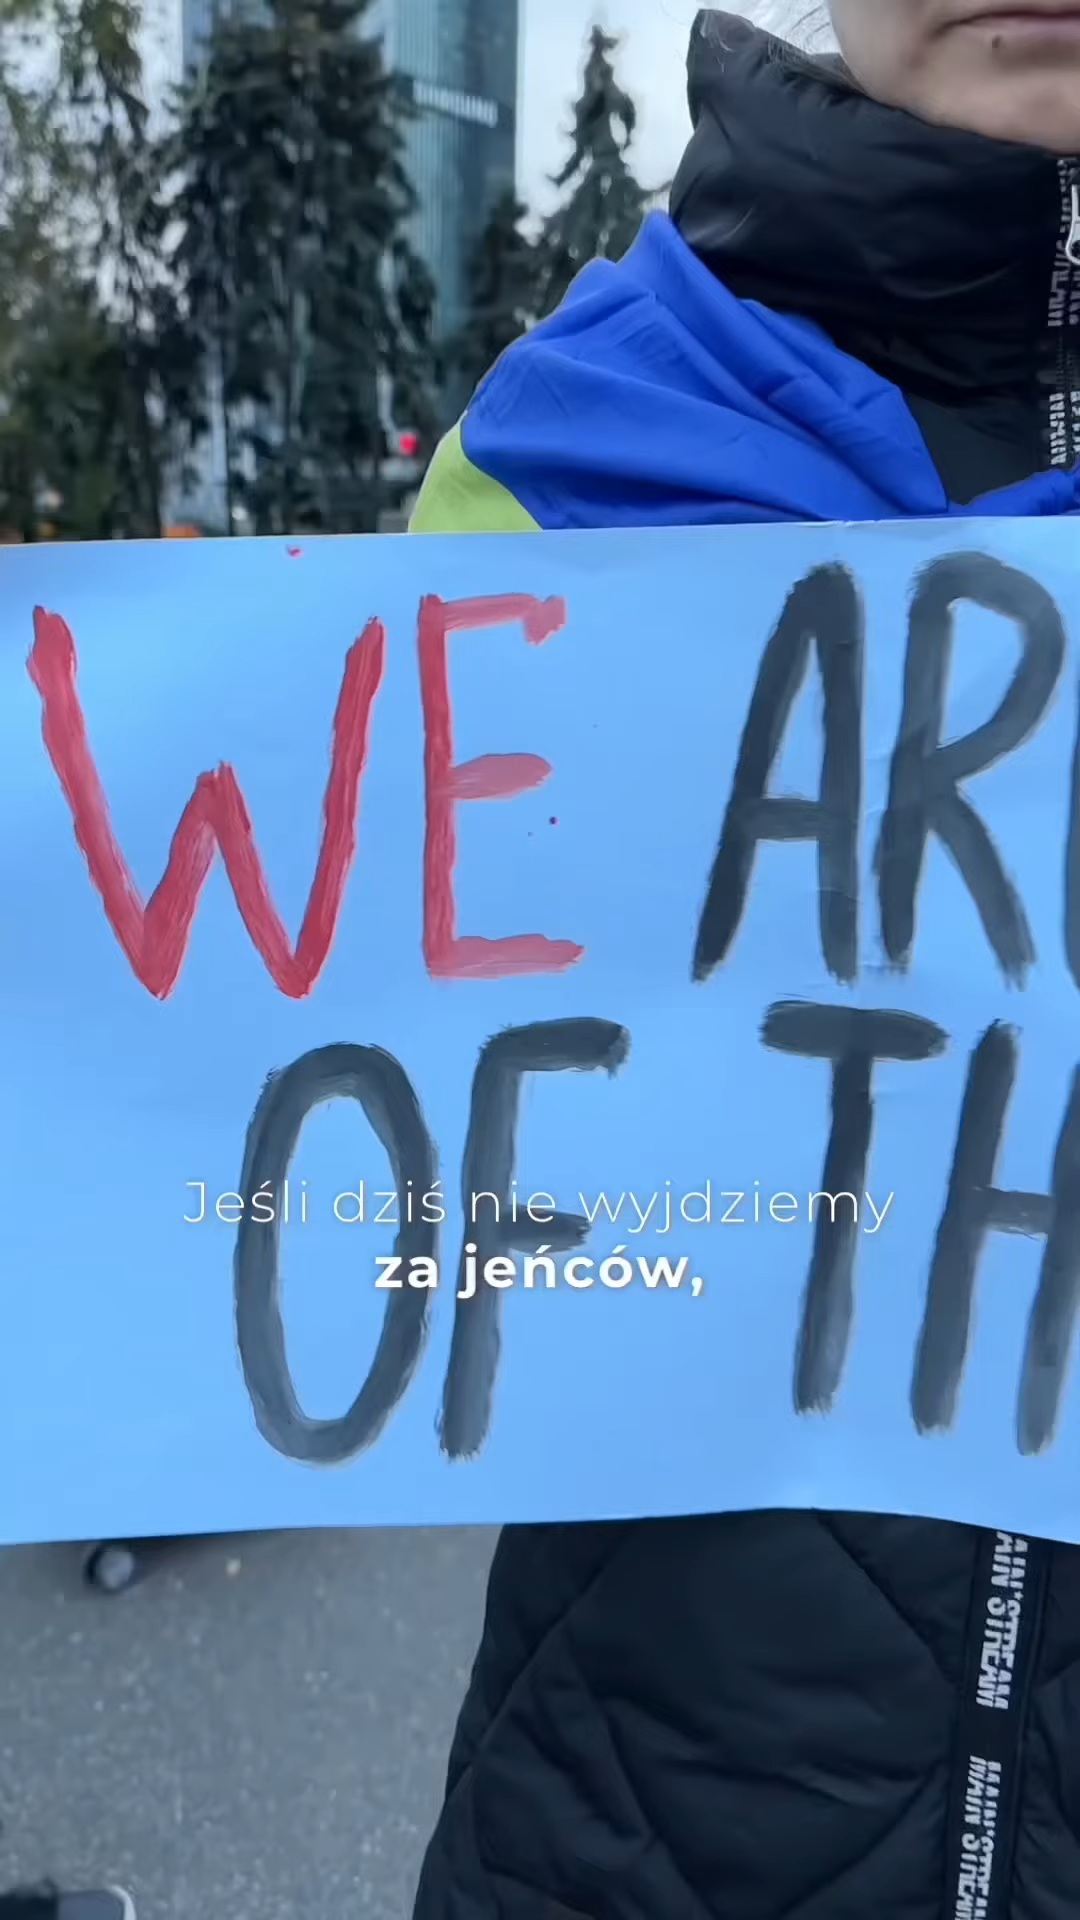 WE AR
OF TH
Jeśli dziś nie wyjdziemy
za jeńców,
MAIN STREAM
MAIN STREAM